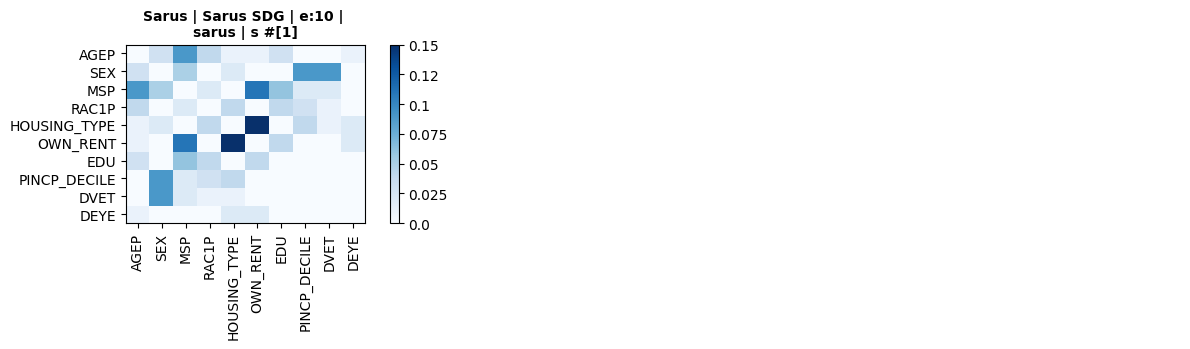 Sarus | Sarus SDG | e:10 |
sarus | s #[1]
AGEP
SEX
MSP
RAC1P
HOUSING_TYPE
OWN_RENT
EDU
PINCP_DECILE
DVET
DEYE
AGEP
SEX
MSP
RAC1P
HOUSING_TYPE
OWN_RENT
EDU
PINCP_DECILE
DVET
DEYE
0.15
0.125
0.1
0.075
0.05
0.025
0.0